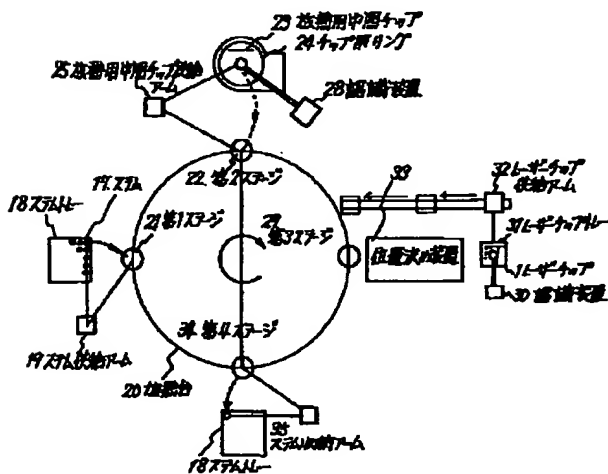 23 放熱用中間チップ
24 チップ用リング
25 放熱用中間チップ供給
アーム
28 認識装置
22 第2ステージ
33
32 レーザーチップ
供給アーム
17 ステム
18 ステムトレー
21 第1ステージ
29
第3ステージ
位置決め装置
31 レーザーチップトレー
1 レーザーチップ
30 認識装置
34 第4ステージ
19 ステム供給アーム
20 旋転台
35
ステム収納アーム
18 ステムトレー